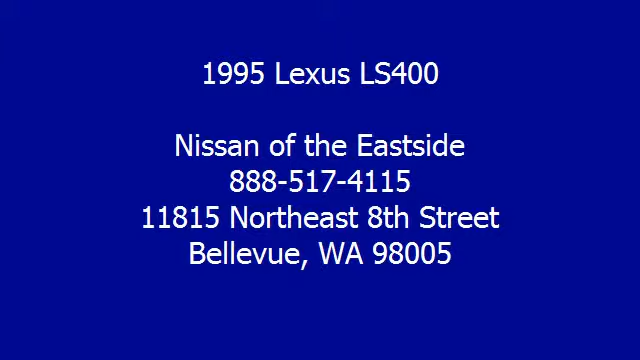 1995 Lexus LS400
Nissan of the Eastside
888-517-4115
11815 Northeast 8th Street
Bellevue, WA 98005